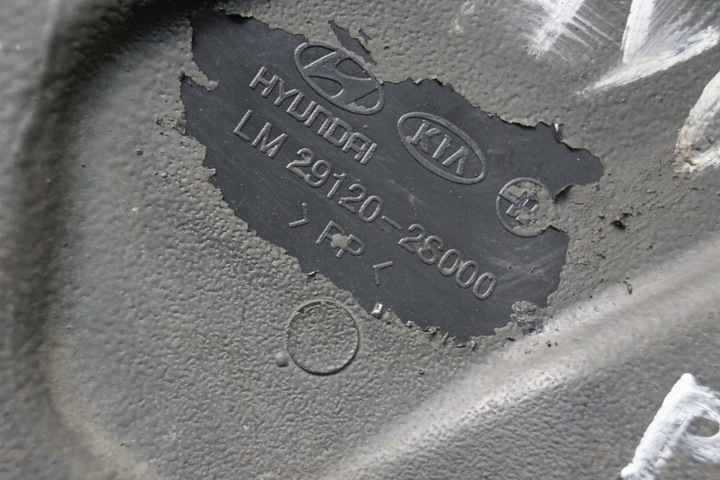 HYUNDAI KIA
LM 29120-2S000
>PP<